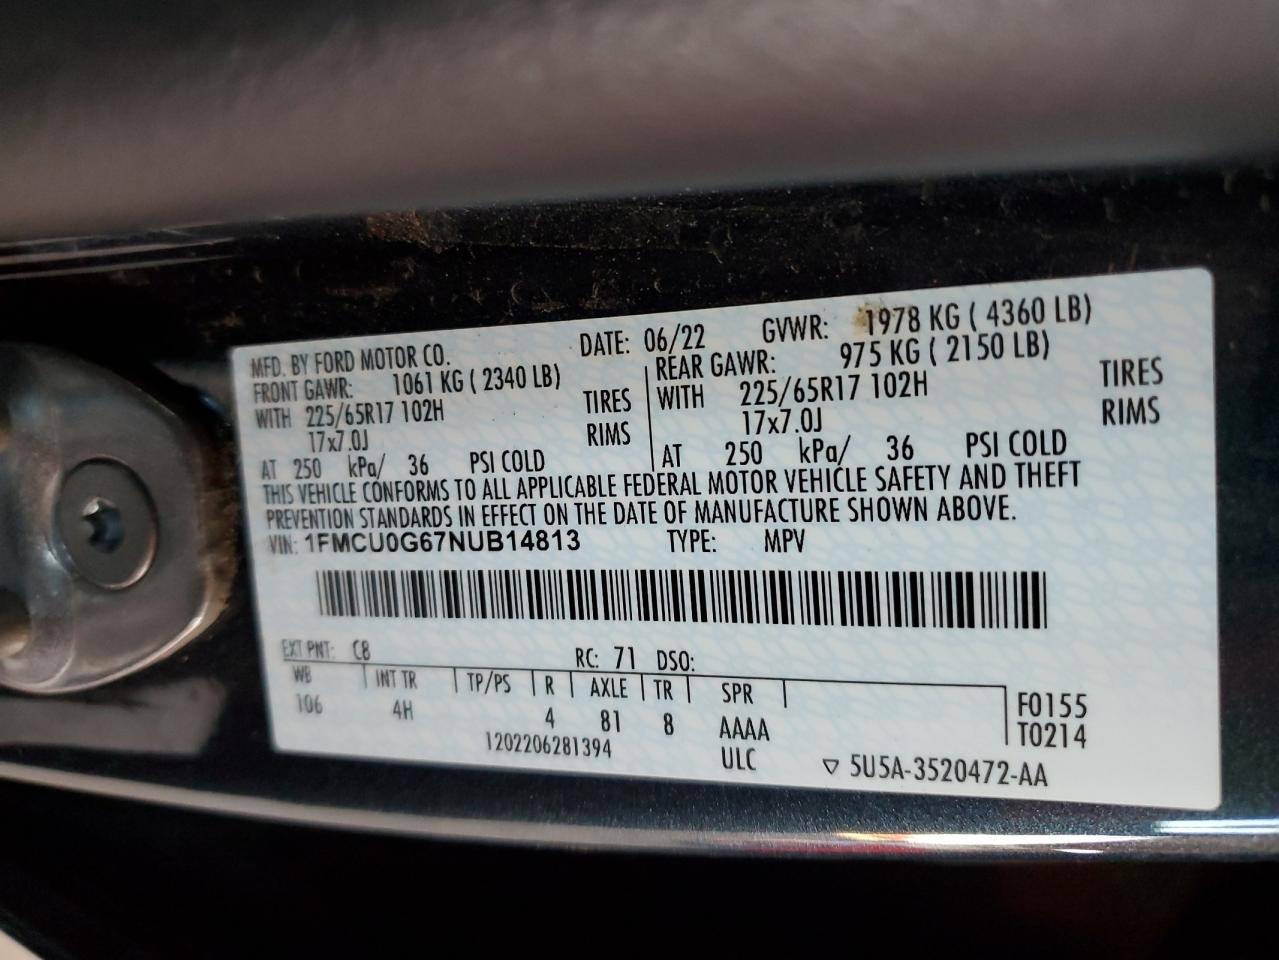 MFD. BY FORD MOTOR CO. DATE: 06/22 GVWR: 1978 KG ( 4360 LB)
FRONT GAWR: 1061 KG ( 2340 LB) REAR GAWR: 975 KG ( 2150 LB)
WITH 225/65R17 102H TIRES WITH 225/65R17 102H TIRES
17x7.0J RIMS 17x7.0J RIMS
AT 250 kPa/ 36 PSI COLD AT 250 kPa/ 36 PSI COLD
THIS VEHICLE CONFORMS TO ALL APPLICABLE FEDERAL MOTOR VEHICLE SAFETY AND THEFT
PREVENTION STANDARDS IN EFFECT ON THE DATE OF MANUFACTURE SHOWN ABOVE.
VIN: 1FMCU0G67NUB14813 TYPE: MPV
EXT PNT: C8 RC: 71 DSO:
WB INT TR TP/PS R AXLE TR SPR
106 4H 4 81 8 AAAA
F0155
T0214
1202206281394 ULC ▽ 5U5A-3520472-AA